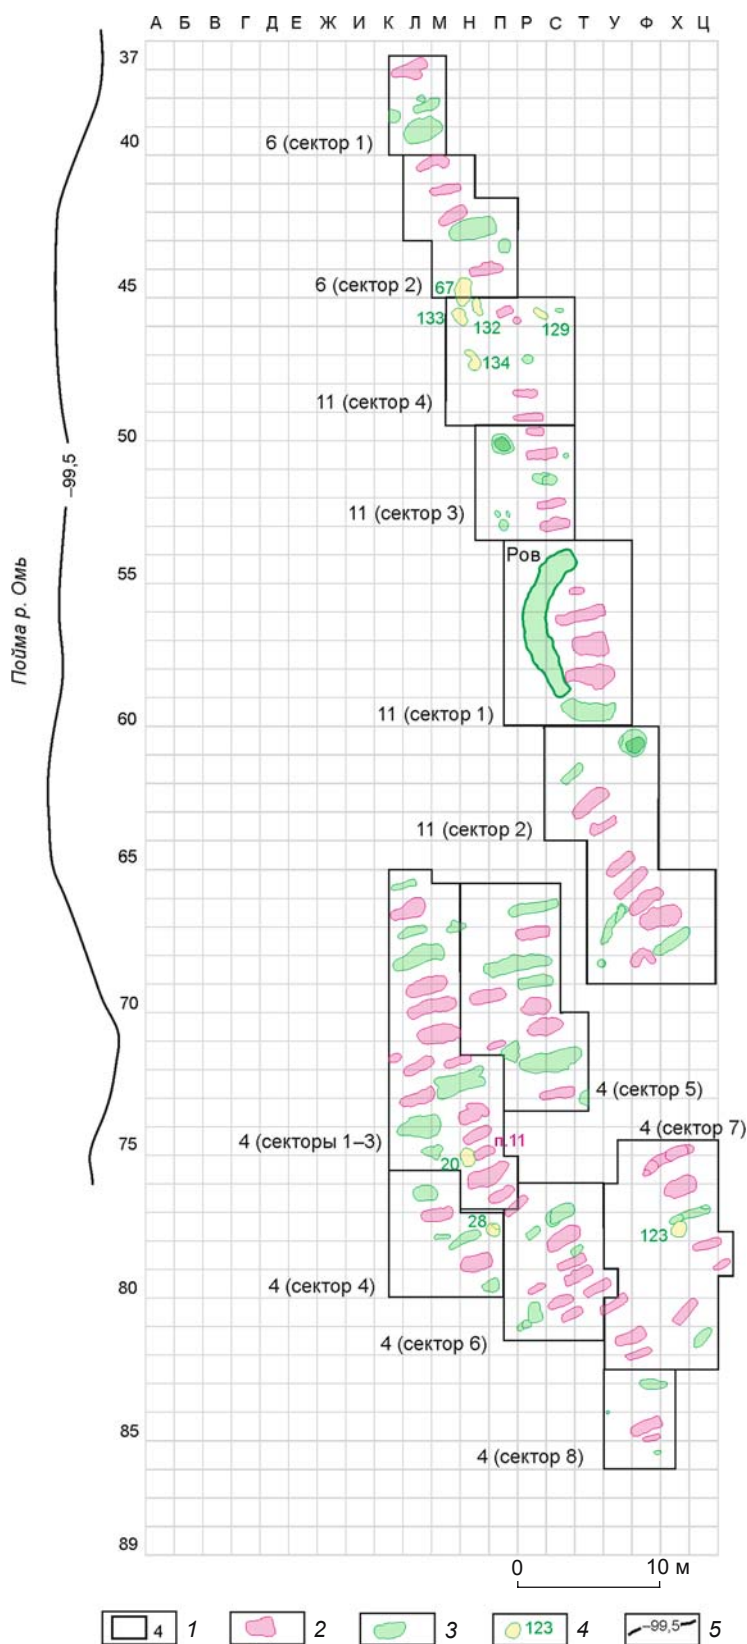 А Б В Г Д Е Ж И К Л М Н П Р С Т У Ф Х Ц
37
40
6 (сектор 1)
45
6 (сектор 2)
67
133
132
129
134
11 (сектор 4)
50
–99,5
11 (сектор 3)
Ров
55
Пойма р. Омь
11 (сектор 1)
60
11 (сектор 2)
65
70
4 (сектор 5)
4 (сектор 7)
75
4 (секторы 1–3)
п.11
20
28
123
80
4 (сектор 4)
4 (сектор 6)
85
4 (сектор 8)
89
0 10 м
4 1 2 3 123 4 –99,5 5